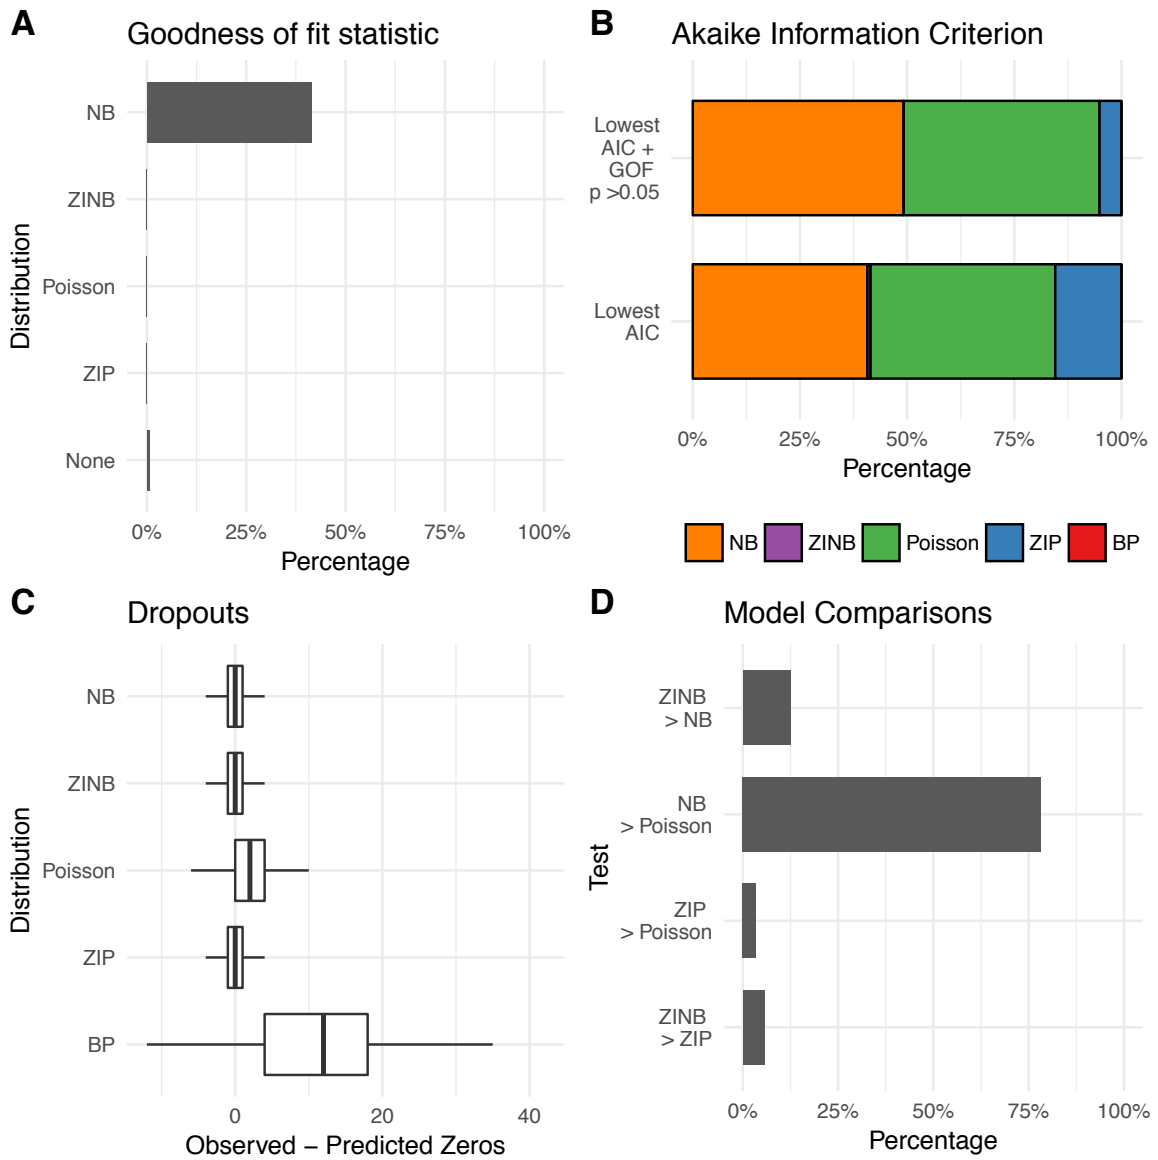 A
Goodness of fit statistic
Distribution
NB
ZINB
Poisson
ZIP
None
0% 25% 50% 75% 100%
Percentage
B
Akaike Information Criterion
Lowest
AIC +
GOF
p >0.05
Lowest
AIC
0% 25% 50% 75% 100%
Percentage
NB ZINB Poisson ZIP BP
C
Dropouts
Distribution
NB
ZINB
Poisson
ZIP
BP
0 20 40
Observed − Predicted Zeros
D
Model Comparisons
Test
ZINB
> NB
NB
> Poisson
ZIP
> Poisson
ZINB
> ZIP
0% 25% 50% 75% 100%
Percentage